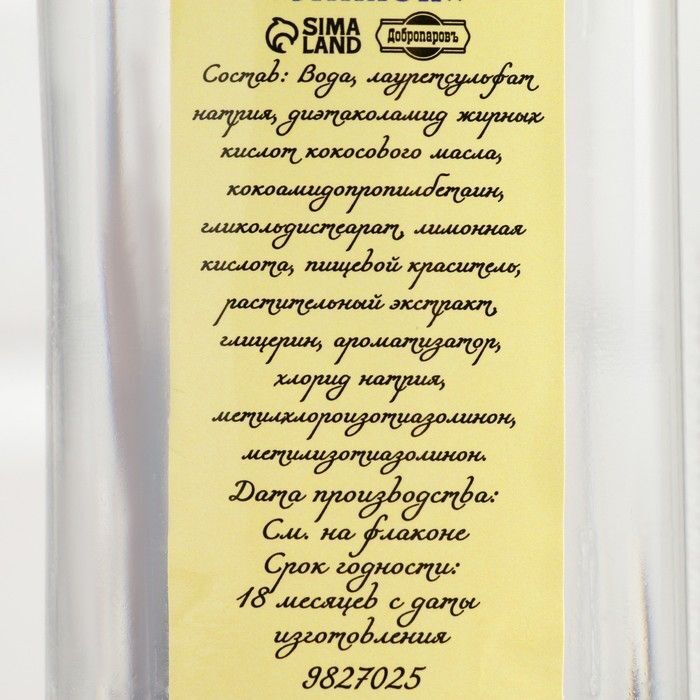 SIMA
LAND
Добропаровъ
Состав: Вода, лауретсульфат
натрия, диэтаколамид жирных
кислот кокосового масла,
кокоамидопропилбетаин,
гликольдистеарат, лимонная
кислота, пищевой краситель,
растительный экстракт,
глицерин, ароматизатор,
хлорид натрия,
метилхлороизотиазолинон,
метилизотиазолинон.
Дата производства:
См. на флаконе
Срок годности:
18 месяцев с даты
изготовления
9827025